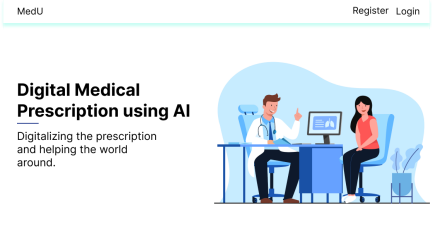 MedU
Register
Login
Digital Medical
Prescription using AI
Digitalizing the prescription
and helping the world
around.